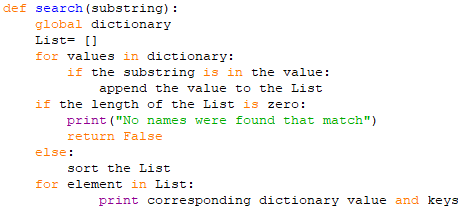 def search(substring):
    global dictionary
    List= []
    for values in dictionary:
        if the substring is in the value:
            append the value to the List
    if the length of the List is zero:
        print("No names were found that match")
        return False
    else:
        sort the List
    for element in List:
            print corresponding dictionary value and keys